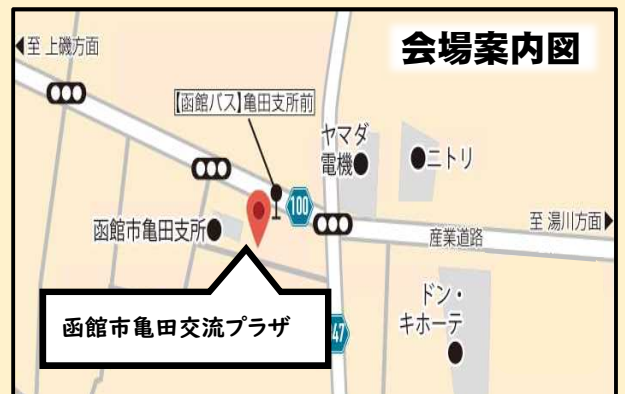 会場案内図
至 上磯方面
【函館バス】亀田支所前
ヤマダ
電機
ニトリ
100
函館市亀田支所
産業道路
至 湯川方面
函館市亀田交流プラザ
47
ドン・
キホーテ